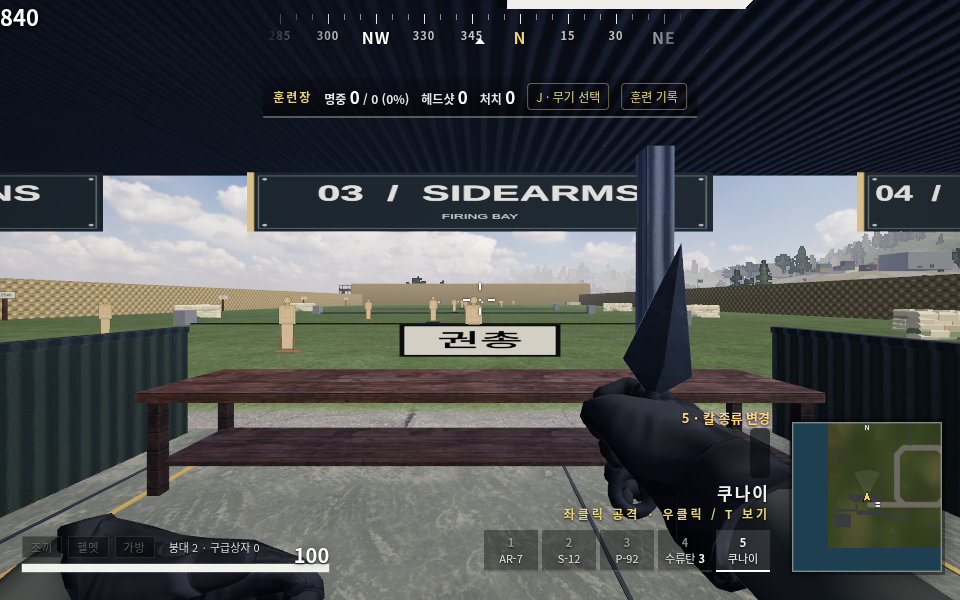 840
285 300 NW 330 345 N 15 30 NE
훈련장 명중 0 / 0 (0%) 헤드샷 0 처치 0 J · 무기 선택 훈련 기록
NS
03 / SIDEARMS
FIRING BAY
04 /
권총
5 · 칼 종류 변경
N
쿠나이
좌클릭 공격 · 우클릭 / T 보기
조끼 헬멧 가방 붕대 2 · 구급상자 0 100
1 2 3 4 5
AR-7 S-12 P-92 수류탄 3 쿠나이